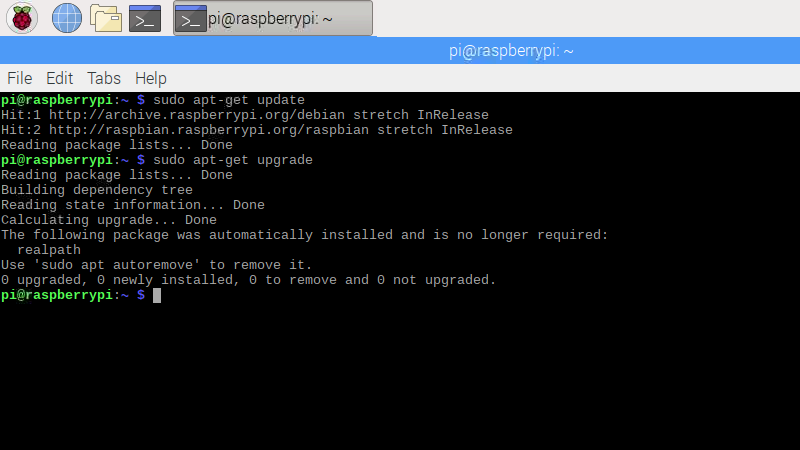 pi@raspberrypi: ~
pi@raspberrypi: ~
File Edit Tabs Help
pi@raspberrypi:~ $ sudo apt-get update
Hit:1 http://archive.raspberrypi.org/debian stretch InRelease
Hit:2 http://raspbian.raspberrypi.org/raspbian stretch InRelease
Reading package lists... Done
pi@raspberrypi:~ $ sudo apt-get upgrade
Reading package lists... Done
Building dependency tree
Reading state information... Done
Calculating upgrade... Done
The following package was automatically installed and is no longer required:
  realpath
Use 'sudo apt autoremove' to remove it.
0 upgraded, 0 newly installed, 0 to remove and 0 not upgraded.
pi@raspberrypi:~ $